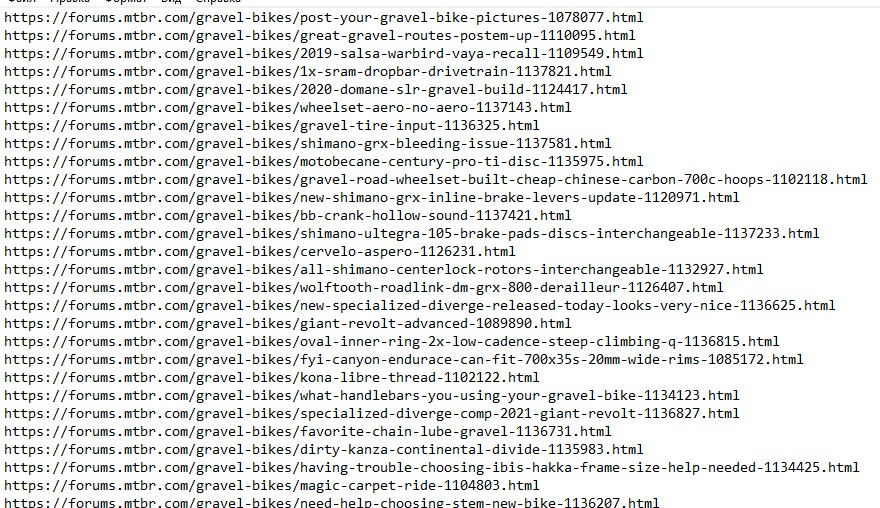 Файл Правка Формат Вид Справка
https://forums.mtbr.com/gravel-bikes/post-your-gravel-bike-pictures-1078077.html
https://forums.mtbr.com/gravel-bikes/great-gravel-routes-postem-up-1110095.html
https://forums.mtbr.com/gravel-bikes/2019-salsa-warbird-vaya-recall-1109549.html
https://forums.mtbr.com/gravel-bikes/1x-sram-dropbar-drivetrain-1137821.html
https://forums.mtbr.com/gravel-bikes/2020-domane-slr-gravel-build-1124417.html
https://forums.mtbr.com/gravel-bikes/wheelset-aero-no-aero-1137143.html
https://forums.mtbr.com/gravel-bikes/gravel-tire-input-1136325.html
https://forums.mtbr.com/gravel-bikes/shimano-grx-bleeding-issue-1137581.html
https://forums.mtbr.com/gravel-bikes/motobecane-century-pro-ti-disc-1135975.html
https://forums.mtbr.com/gravel-bikes/gravel-road-wheelset-built-cheap-chinese-carbon-700c-hoops-1102118.html
https://forums.mtbr.com/gravel-bikes/new-shimano-grx-inline-brake-levers-update-1120971.html
https://forums.mtbr.com/gravel-bikes/bb-crank-hollow-sound-1137421.html
https://forums.mtbr.com/gravel-bikes/shimano-ultegra-105-brake-pads-discs-interchangeable-1137233.html
https://forums.mtbr.com/gravel-bikes/cervelo-aspero-1126231.html
https://forums.mtbr.com/gravel-bikes/all-shimano-centerlock-rotors-interchangeable-1132927.html
https://forums.mtbr.com/gravel-bikes/wolftooth-roadlink-dm-grx-800-derailleur-1126407.html
https://forums.mtbr.com/gravel-bikes/new-specialized-diverge-released-today-looks-very-nice-1136625.html
https://forums.mtbr.com/gravel-bikes/giant-revolt-advanced-1089890.html
https://forums.mtbr.com/gravel-bikes/oval-inner-ring-2x-low-cadence-steep-climbing-q-1136815.html
https://forums.mtbr.com/gravel-bikes/fyi-canyon-endurace-can-fit-700x35s-20mm-wide-rims-1085172.html
https://forums.mtbr.com/gravel-bikes/kona-libre-thread-1102122.html
https://forums.mtbr.com/gravel-bikes/what-handlebars-you-using-your-gravel-bike-1134123.html
https://forums.mtbr.com/gravel-bikes/specialized-diverge-comp-2021-giant-revolt-1136827.html
https://forums.mtbr.com/gravel-bikes/favorite-chain-lube-gravel-1136731.html
https://forums.mtbr.com/gravel-bikes/dirty-kanza-continental-divide-1135983.html
https://forums.mtbr.com/gravel-bikes/having-trouble-choosing-ibis-hakka-frame-size-help-needed-1134425.html
https://forums.mtbr.com/gravel-bikes/magic-carpet-ride-1104803.html
https://forums.mtbr.com/gravel-bikes/need-help-choosing-stem-new-bike-1136207.html